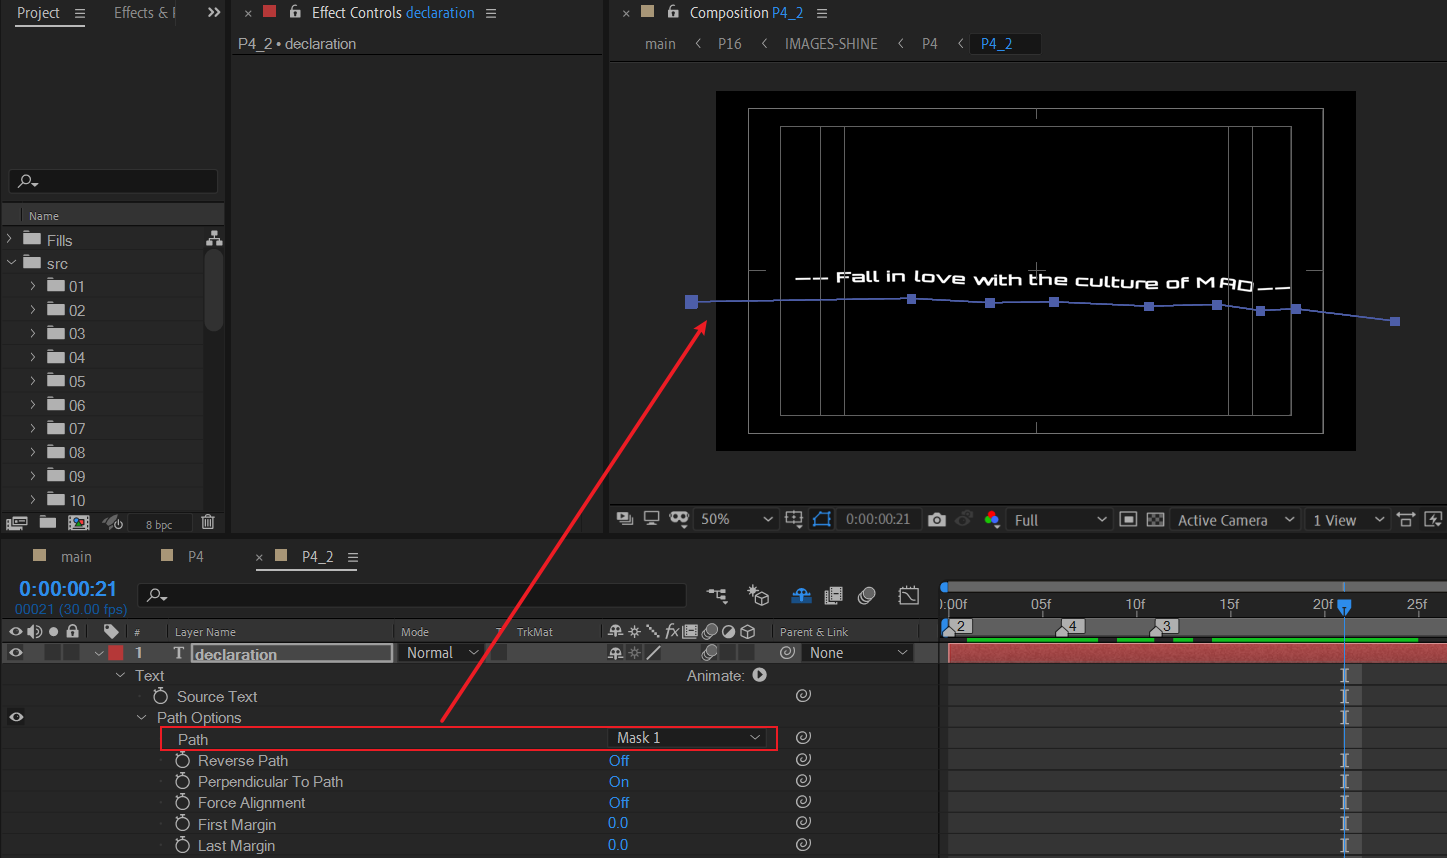 Project
Effects &
Effect Controls declaration
Composition P4_2
P4_2 • declaration
main < P16 < IMAGES-SHINE < P4 < P4_2
Name
Fills
src
01
02
03
04
05
06
07
08
09
10
8 bpc
-- Fall in love with the culture of MAD--
50%
0:00:00:21
Full
Active Camera
1 View
main
P4
P4_2
0:00:00:21
00021 (30.00 fps)
):00f 05f 10f 15f 20f 25f
# Layer Name Mode T TrkMat Parent & Link
2 4 3
1 T declaration Normal None
Text Animate:
Source Text
Path Options
Path Mask 1
Reverse Path Off
Perpendicular To Path On
Force Alignment Off
First Margin 0.0
Last Margin 0.0